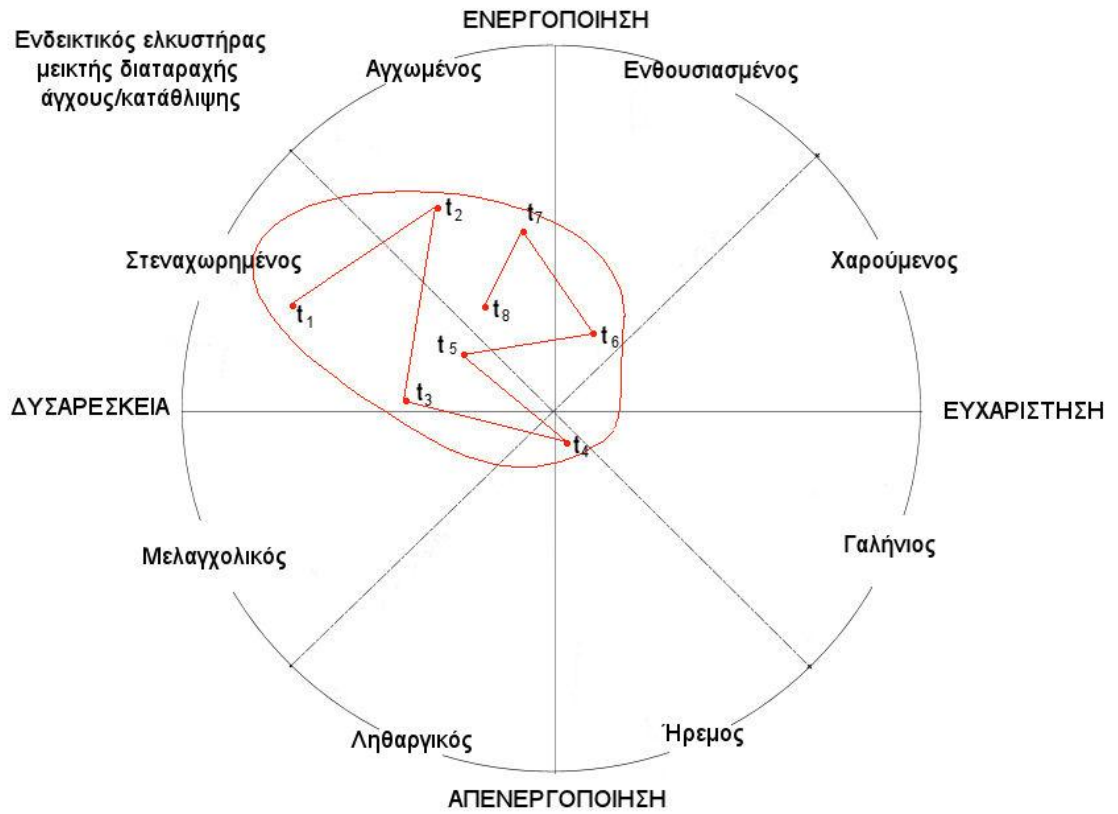 ΕΝΕΡΓΟΠΟΙΗΣΗ
Ενδεικτικός ελκυστήρας
μεικτής διαταραχής
άγχους/κατάθλιψης
Αγχωμένος
Ενθουσιασμένος
t2
t7
Στεναχωρημένος
Χαρούμενος
t1
t8
t5
t6
t3
ΔΥΣΑΡΕΣΚΕΙΑ
ΕΥΧΑΡΙΣΤΗΣΗ
t4
Μελαγχολικός
Γαλήνιος
Ληθαργικός
Ήρεμος
ΑΠΕΝΕΡΓΟΠΟΙΗΣΗ